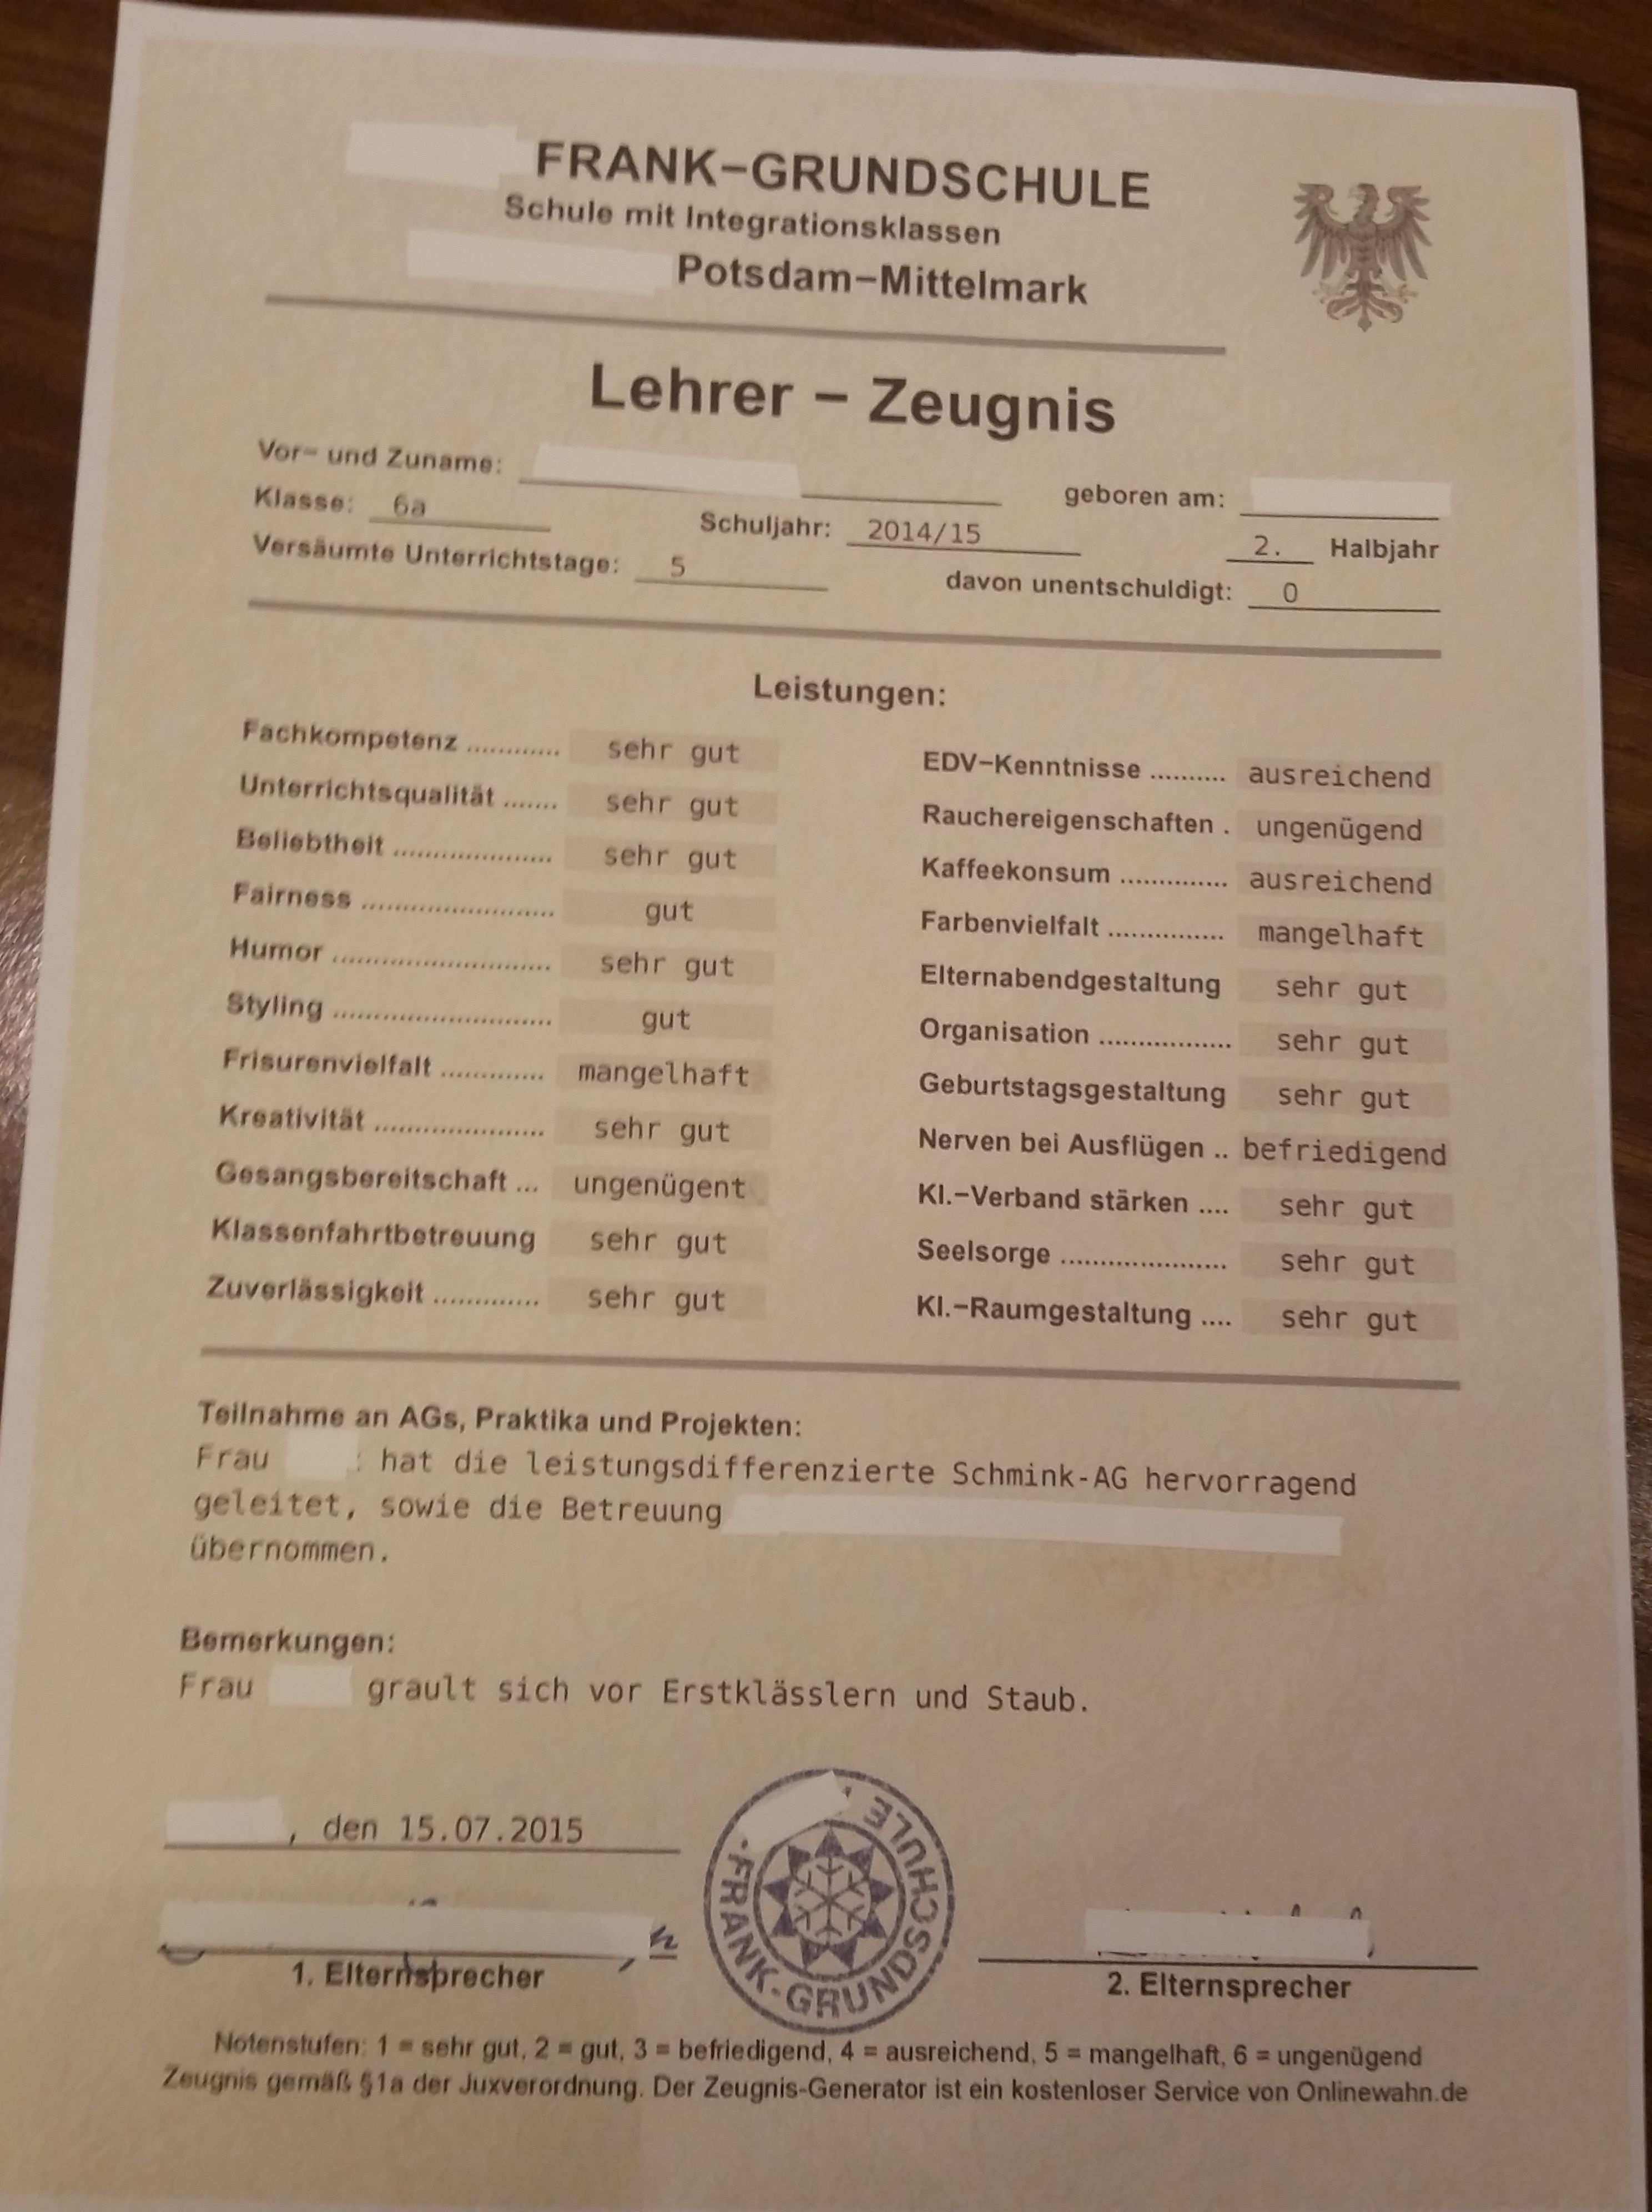 FRANK-GRUNDSCHULE
Schule mit Integrationsklassen
Potsdam-Mittelmark
Lehrer - Zeugnis
Vor- und Zuname:
geboren am:
Klasse: 6a Schuljahr: 2014/15 2. Halbjahr
Versäumte Unterrichtstage: 5 davon unentschuldigt: 0
Leistungen:
Fachkompetenz ............ sehr gut
Unterrichtsqualität ....... sehr gut
Beliebtheit .................... sehr gut
Fairness ........................ gut
Humor ........................... sehr gut
Styling ........................... gut
Frisurenvielfalt ............. mangelhaft
Kreativität ..................... sehr gut
Gesangsbereitschaft ... ungenügent
Klassenfahrtbetreuung sehr gut
Zuverlässigkeit ............. sehr gut
EDV-Kenntnisse .......... ausreichend
Rauchereigenschaften . ungenügend
Kaffeekonsum .............. ausreichend
Farbenvielfalt ............... mangelhaft
Elternabendgestaltung sehr gut
Organisation ................. sehr gut
Geburtstagsgestaltung sehr gut
Nerven bei Ausflügen .. befriedigend
Kl.-Verband stärken .... sehr gut
Seelsorge ..................... sehr gut
Kl.-Raumgestaltung .... sehr gut
Teilnahme an AGs, Praktika und Projekten:
Frau : hat die leistungsdifferenzierte Schmink-AG hervorragend
geleitet, sowie die Betreuung
übernommen.
Bemerkungen:
Frau grault sich vor Erstklässlern und Staub.
, den 15.07.2015
FRANK-GRUNDSCHULE
1. Elternsprecher
2. Elternsprecher
Notenstufen: 1 = sehr gut, 2 = gut, 3 = befriedigend, 4 = ausreichend, 5 = mangelhaft, 6 = ungenügend
Zeugnis gemäß §1a der Juxverordnung. Der Zeugnis-Generator ist ein kostenloser Service von Onlinewahn.de